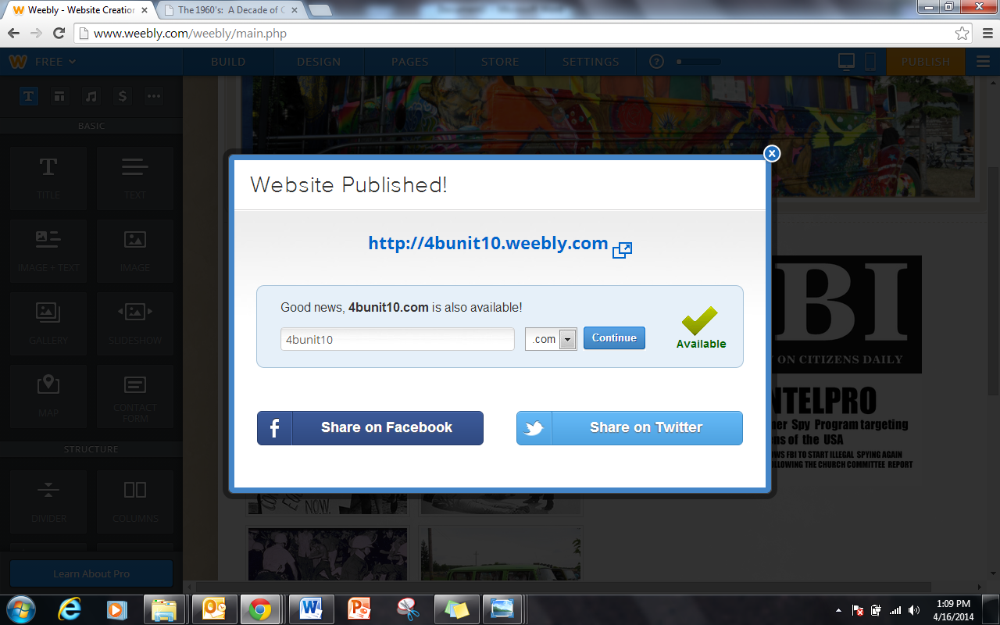 Weebly - Website Creation
The 1960's: A Decade of C
www.weebly.com/weebly/main.php
FREE
BUILD
DESIGN
PAGES
STORE
SETTINGS
?
PUBLISH
T
$
BASIC
TITLE
TEXT
IMAGE + TEXT
IMAGE
GALLERY
SLIDESHOW
MAP
CONTACT
FORM
STRUCTURE
DIVIDER
COLUMNS
Learn About Pro
Website Published!
http://4bunit10.weebly.com
Good news, 4bunit10.com is also available!
4bunit10
.com
Continue
Available
Share on Facebook
Share on Twitter
BI
ON CITIZENS DAILY
NTELPRO
ner Spy Program targeting
ns of the USA
OWS FBI TO START ILLEGAL SPYING AGAIN
OLLOWING THE CHURCH COMMITTEE REPORT
NOW.
1:09 PM
4/16/2014